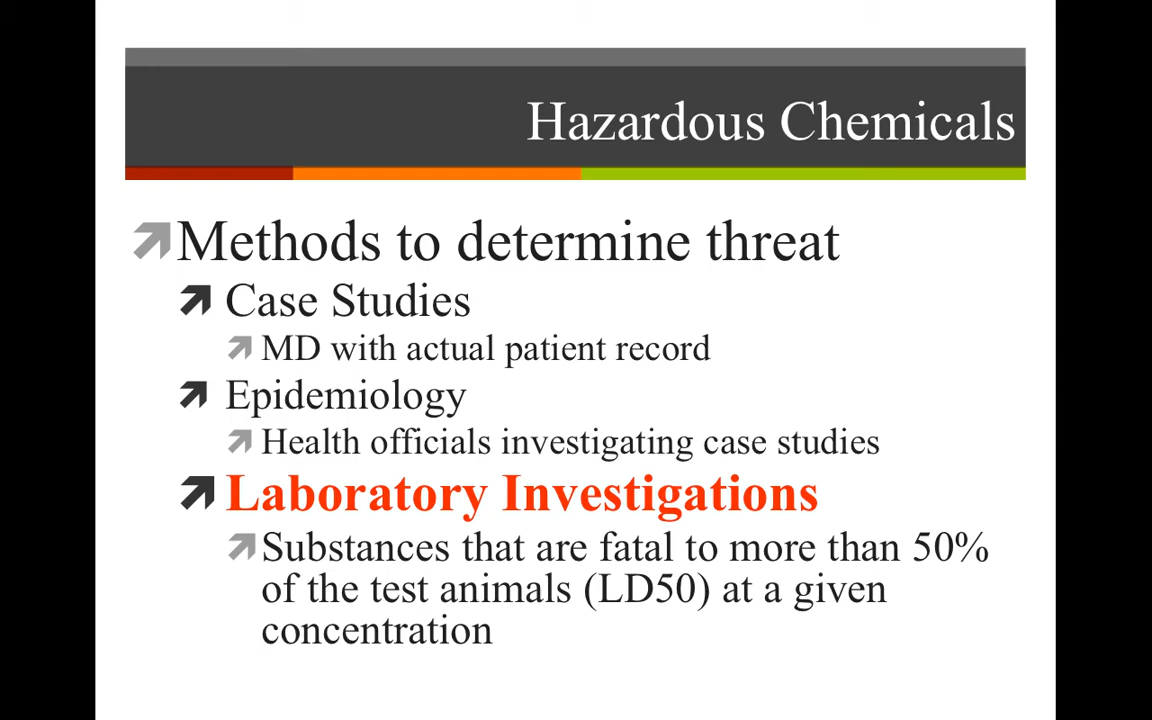 Hazardous Chemicals
Methods to determine threat
Case Studies
MD with actual patient record
Epidemiology
Health officials investigating case studies
Laboratory Investigations
Substances that are fatal to more than 50%
of the test animals (LD50) at a given
concentration